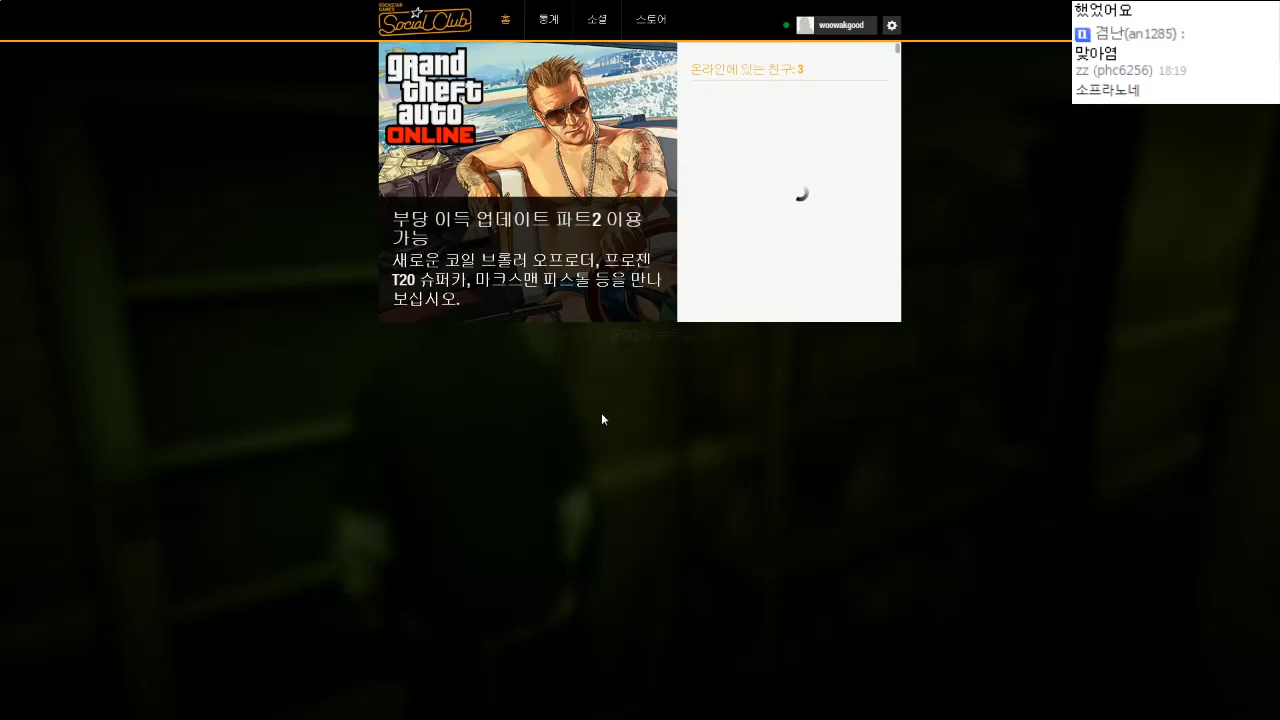 ROCKSTAR
GAMES
Social Club
홈
통계
소셜
스토어
woowakgood
grand
theft
auto
ONLINE
부당 이득 업데이트 파트2 이용
가능
새로운 코일 브롤러 오프로더, 프로젠
T20 슈퍼카, 마크스맨 피스톨 등을 만나
보십시오.
온라인에 있는 친구: 3
했었어요
겸난(an1285) :
맞아염
zz (phc6256) 18:19
소프라노네